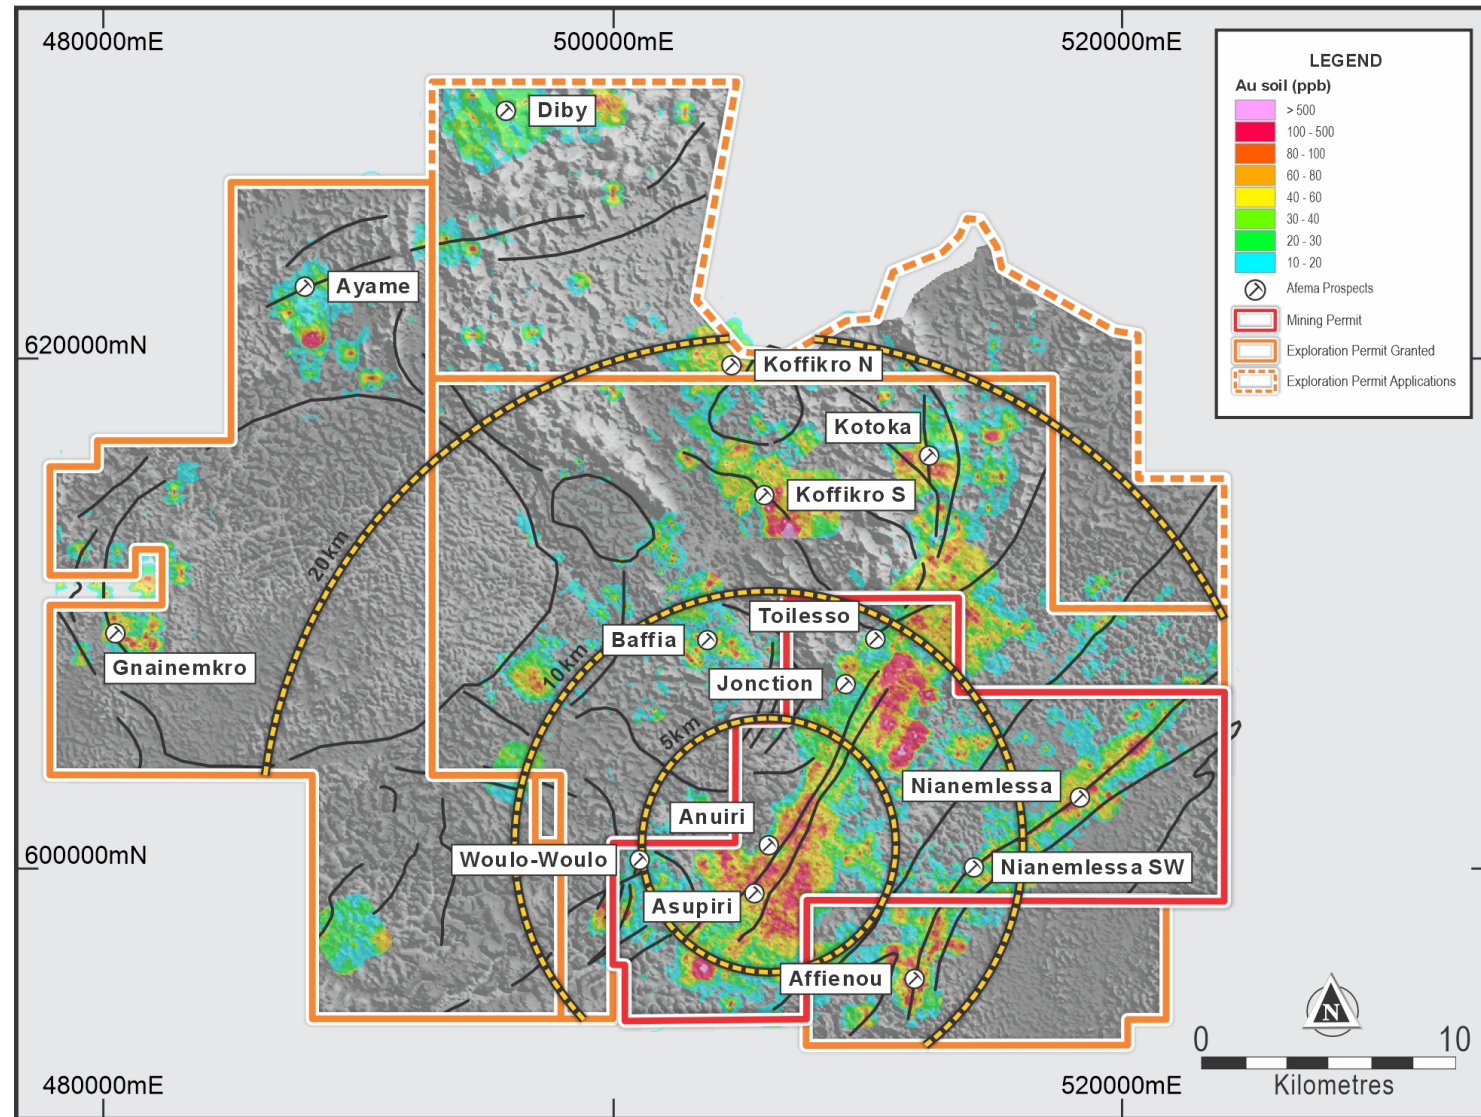 480000mE
500000mE
520000mE
LEGEND
Au soil (ppb)
> 500
100 - 500
80 - 100
60 - 80
40 - 60
30 - 40
20 - 30
10 - 20
Afema Prospects
Mining Permit
Exploration Permit Granted
Exploration Permit Applications
Diby
Ayame
620000mN
Koffikro N
Kotoka
Koffikro S
20km
Toilesso
Baffia
10km
Gnainemkro
Jonction
5km
Nianemlessa
Anuiri
600000mN
Woulo-Woulo
Nianemlessa SW
Asupiri
Affienou
N
0
10
Kilometres
480000mE
520000mE